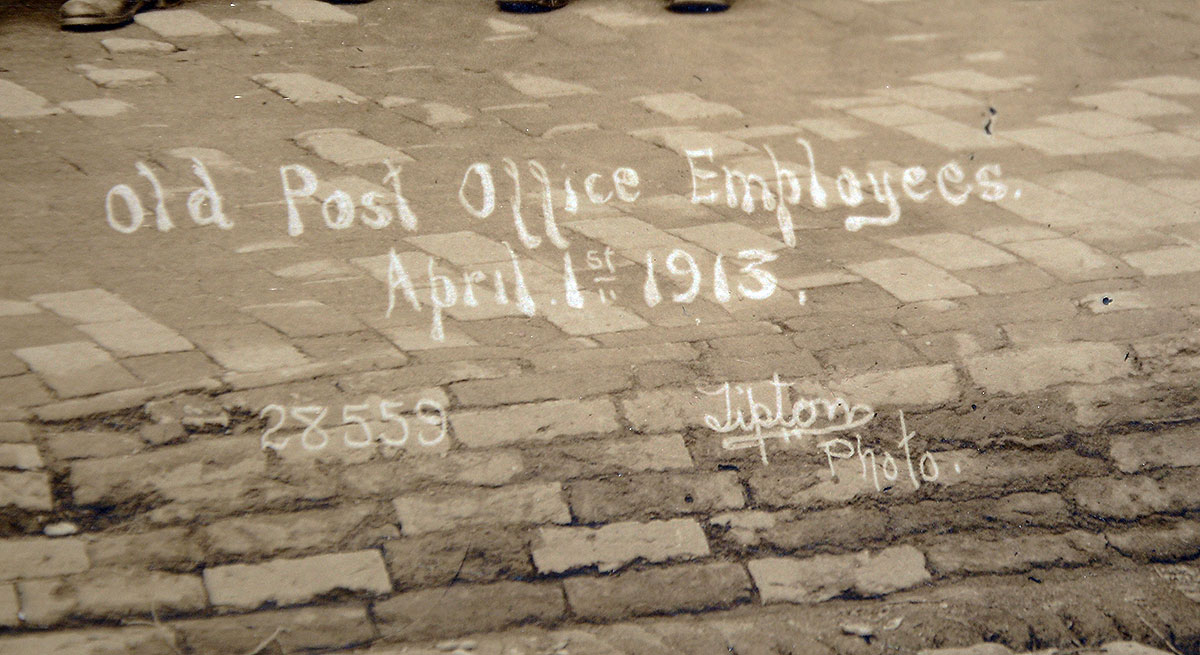 Old Post Office Employees.
April. 1st 1913.
28559
Tipton
Photo.